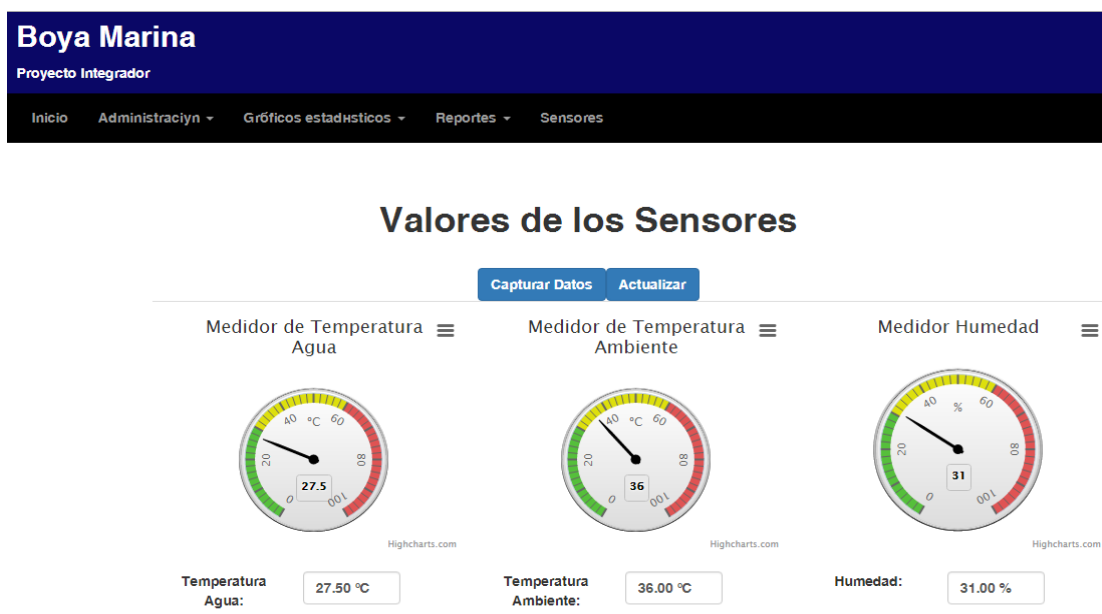 Boya Marina
Proyecto Integrador
Inicio Administraciyn Grбficos estadнsticos Reportes Sensores
Valores de los Sensores
Capturar Datos Actualizar
Medidor de Temperatura
Agua
0 20 40 °C 60 80 100
27.5
Highcharts.com
Temperatura
Agua:
27.50 ºC
Medidor de Temperatura
Ambiente
0 20 40 °C 60 80 100
36
Highcharts.com
Temperatura
Ambiente:
36.00 ºC
Medidor Humedad
0 20 40 % 60 80 100
31
Highcharts.com
Humedad:
31.00 %